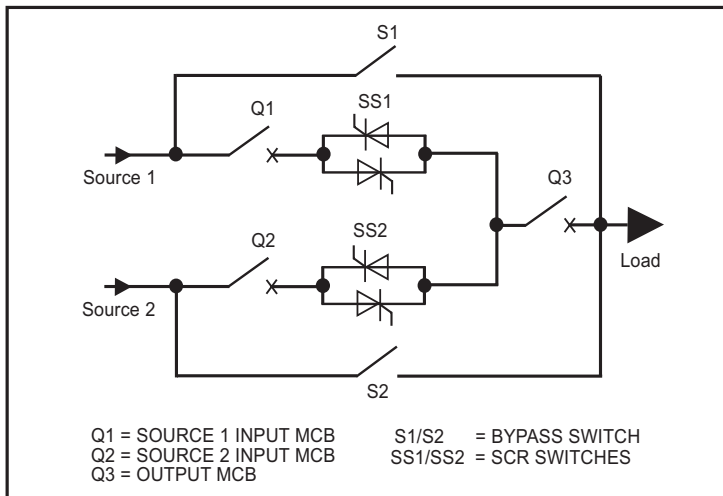 S1
Q1
SS1
Source 1
Q3
Q2
SS2
Load
Source 2
S2
Q1 = SOURCE 1 INPUT MCB
Q2 = SOURCE 2 INPUT MCB
Q3 = OUTPUT MCB
S1/S2 = BYPASS SWITCH
SS1/SS2 = SCR SWITCHES